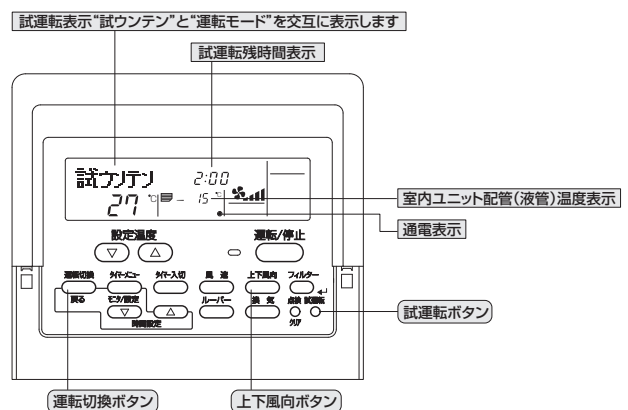 試運転表示“試ウンテン”と“運転モード”を交互に表示します
試運転残時間表示
試ウンテン 2:00
27 ℃ - 15 ℃
室内ユニット配管(液管)温度表示
通電表示
設定温度 運転/停止
▽ △
運転切換 タイマーメニュー タイマー入切 風 速 上下風向 フィルター
戻る モニタ/設定 ルーバー 換 気 点検 試運転
▽ △
時間設定 クリア
試運転ボタン
運転切換ボタン 上下風向ボタン